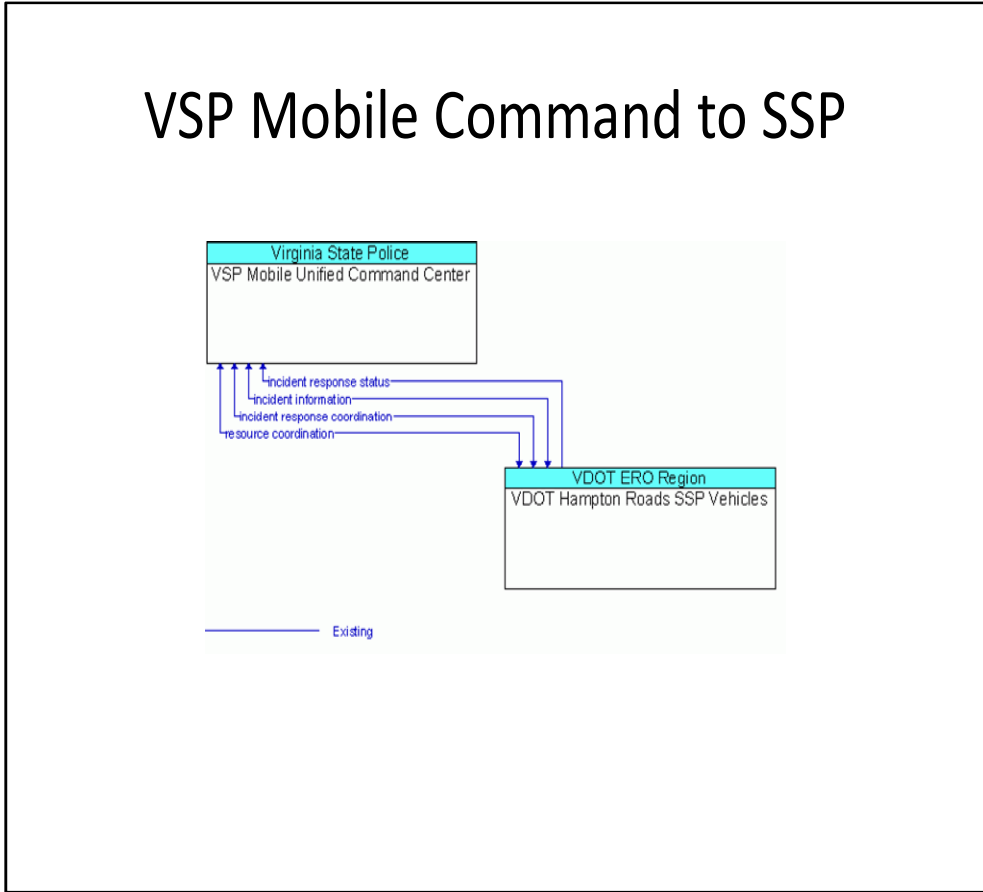 VSP Mobile Command to SSP
Virginia State Police
VSP Mobile Unified Command Center
incident response status
incident information
incident response coordination
resource coordination
VDOT ERO Region
VDOT Hampton Roads SSP Vehicles
Existing